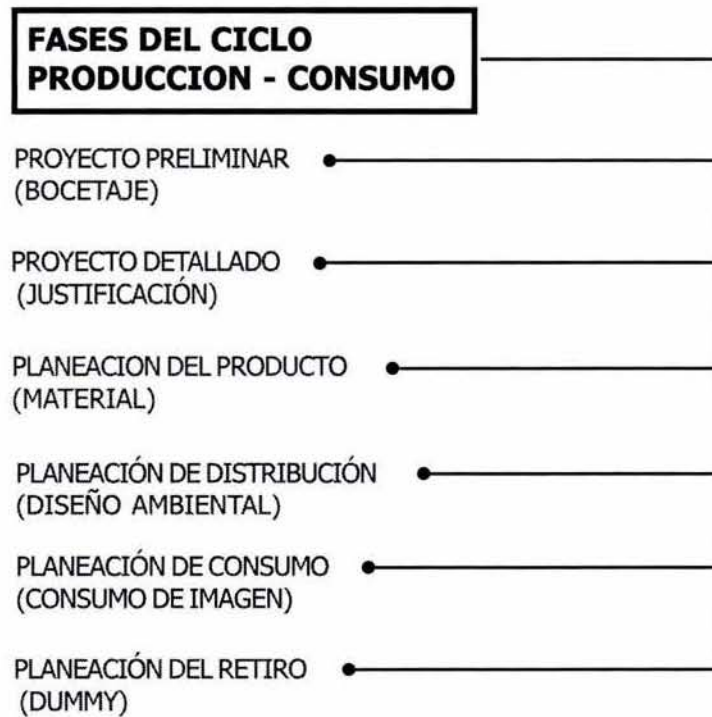 FASES DEL CICLO
PRODUCCION - CONSUMO
PROYECTO PRELIMINAR
(BOCETAJE)
PROYECTO DETALLADO
(JUSTIFICACIÓN)
PLANEACION DEL PRODUCTO
(MATERIAL)
PLANEACIÓN DE DISTRIBUCIÓN
(DISEÑO AMBIENTAL)
PLANEACIÓN DE CONSUMO
(CONSUMO DE IMAGEN)
PLANEACIÓN DEL RETIRO
(DUMMY)